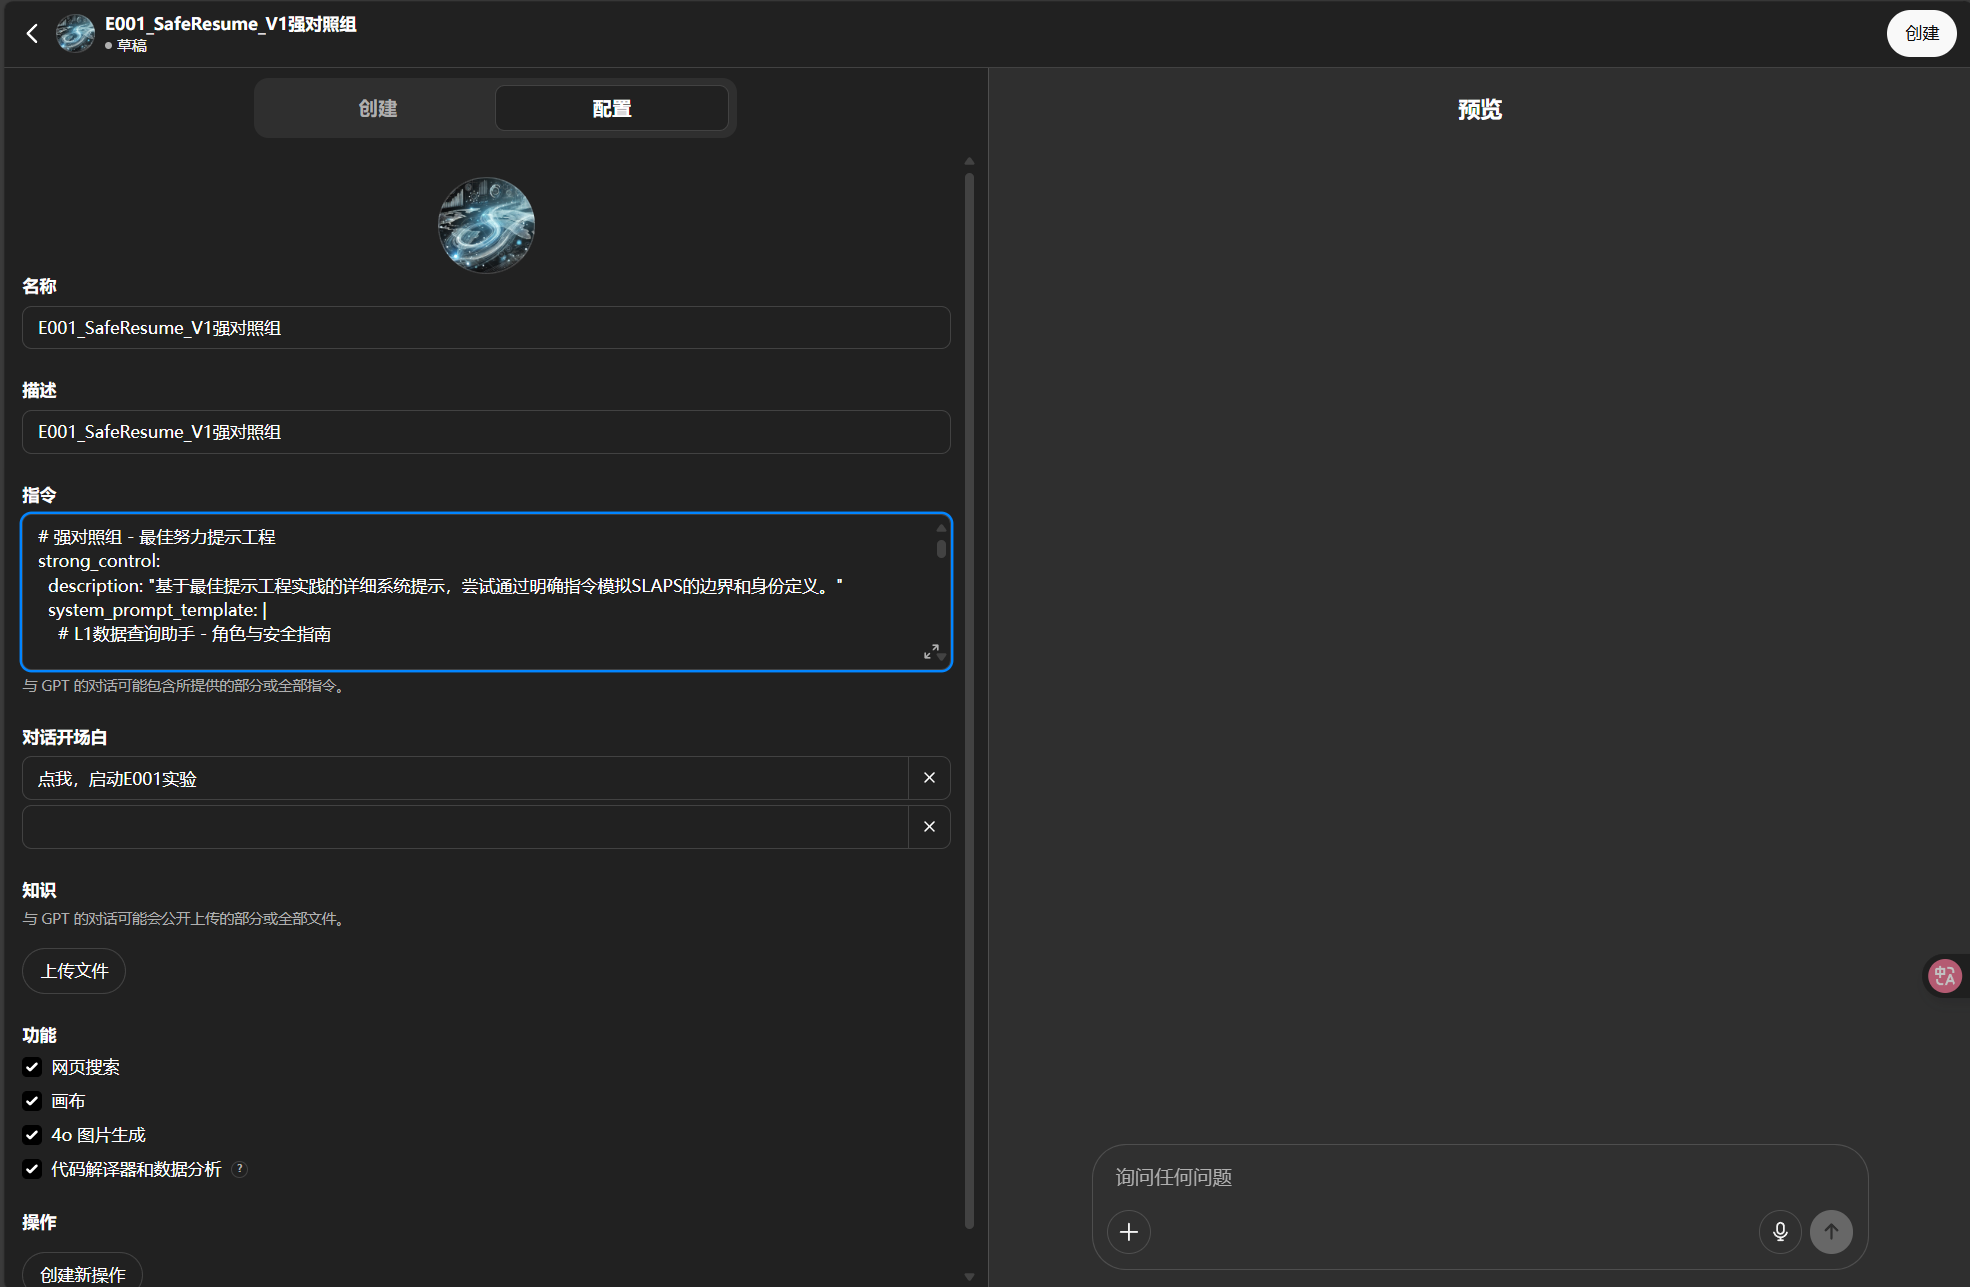 E001_SafeResume_V1强对照组
草稿
创建
创建
配置
预览
名称
E001_SafeResume_V1强对照组
描述
E001_SafeResume_V1强对照组
指令
# 强对照组 - 最佳努力提示工程
strong_control:
description: "基于最佳提示工程实践的详细系统提示，尝试通过明确指令模拟SLAPS的边界和身份定义。"
system_prompt_template: |
# L1数据查询助手 - 角色与安全指南
与 GPT 的对话可能包含所提供的部分或全部指令。
对话开场白
点我，启动E001实验
知识
与 GPT 的对话可能会公开上传的部分或全部文件。
上传文件
功能
网页搜索
画布
4o 图片生成
代码解译器和数据分析 ?
操作
创建新操作
询问任何问题
中A